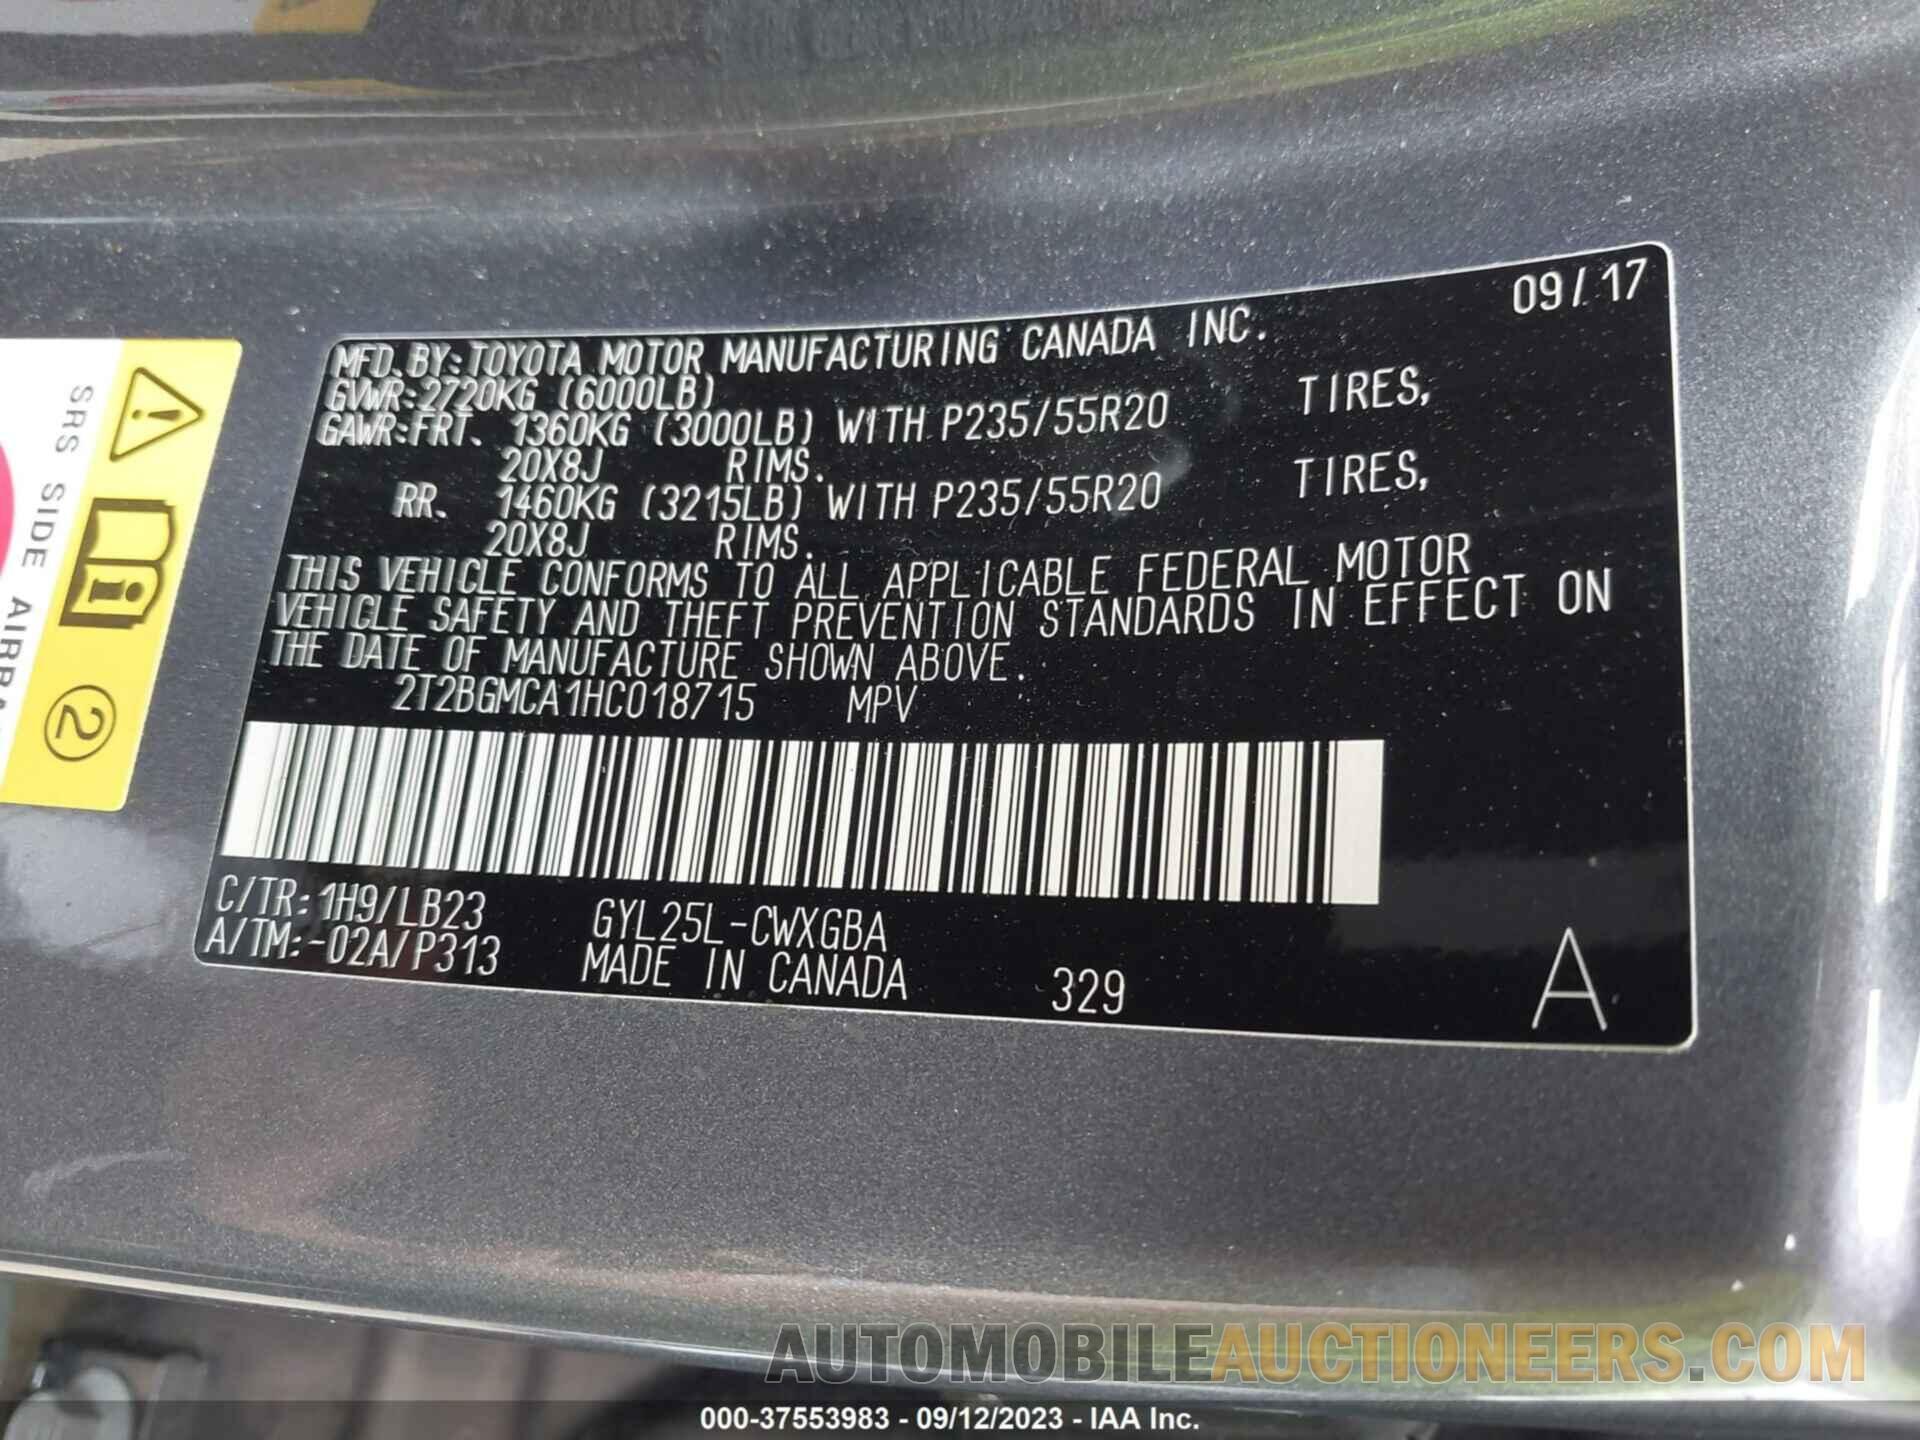 09/17
MFD.BY:TOYOTA MOTOR MANUFACTURING CANADA INC.
GVWR:2720KG (6000LB)
GAWR:FRT. 1360KG (3000LB) WITH P235/55R20 TIRES,
20X8J RIMS.
RR. 1460KG (3215LB) WITH P235/55R20 TIRES,
20X8J RIMS.
THIS VEHICLE CONFORMS TO ALL APPLICABLE FEDERAL MOTOR
VEHICLE SAFETY AND THEFT PREVENTION STANDARDS IN EFFECT ON
THE DATE OF MANUFACTURE SHOWN ABOVE.
2T2BGMCA1HC018715 MPV
C/TR:1H9/LB23 GYL25L-CWXGBA
A/TM:-02A/P313 MADE IN CANADA 329 A
SRS SIDE
2
AUTOMOBILEAUCTIONEERS.COM
000-37553983 - 09/12/2023 - IAA Inc.